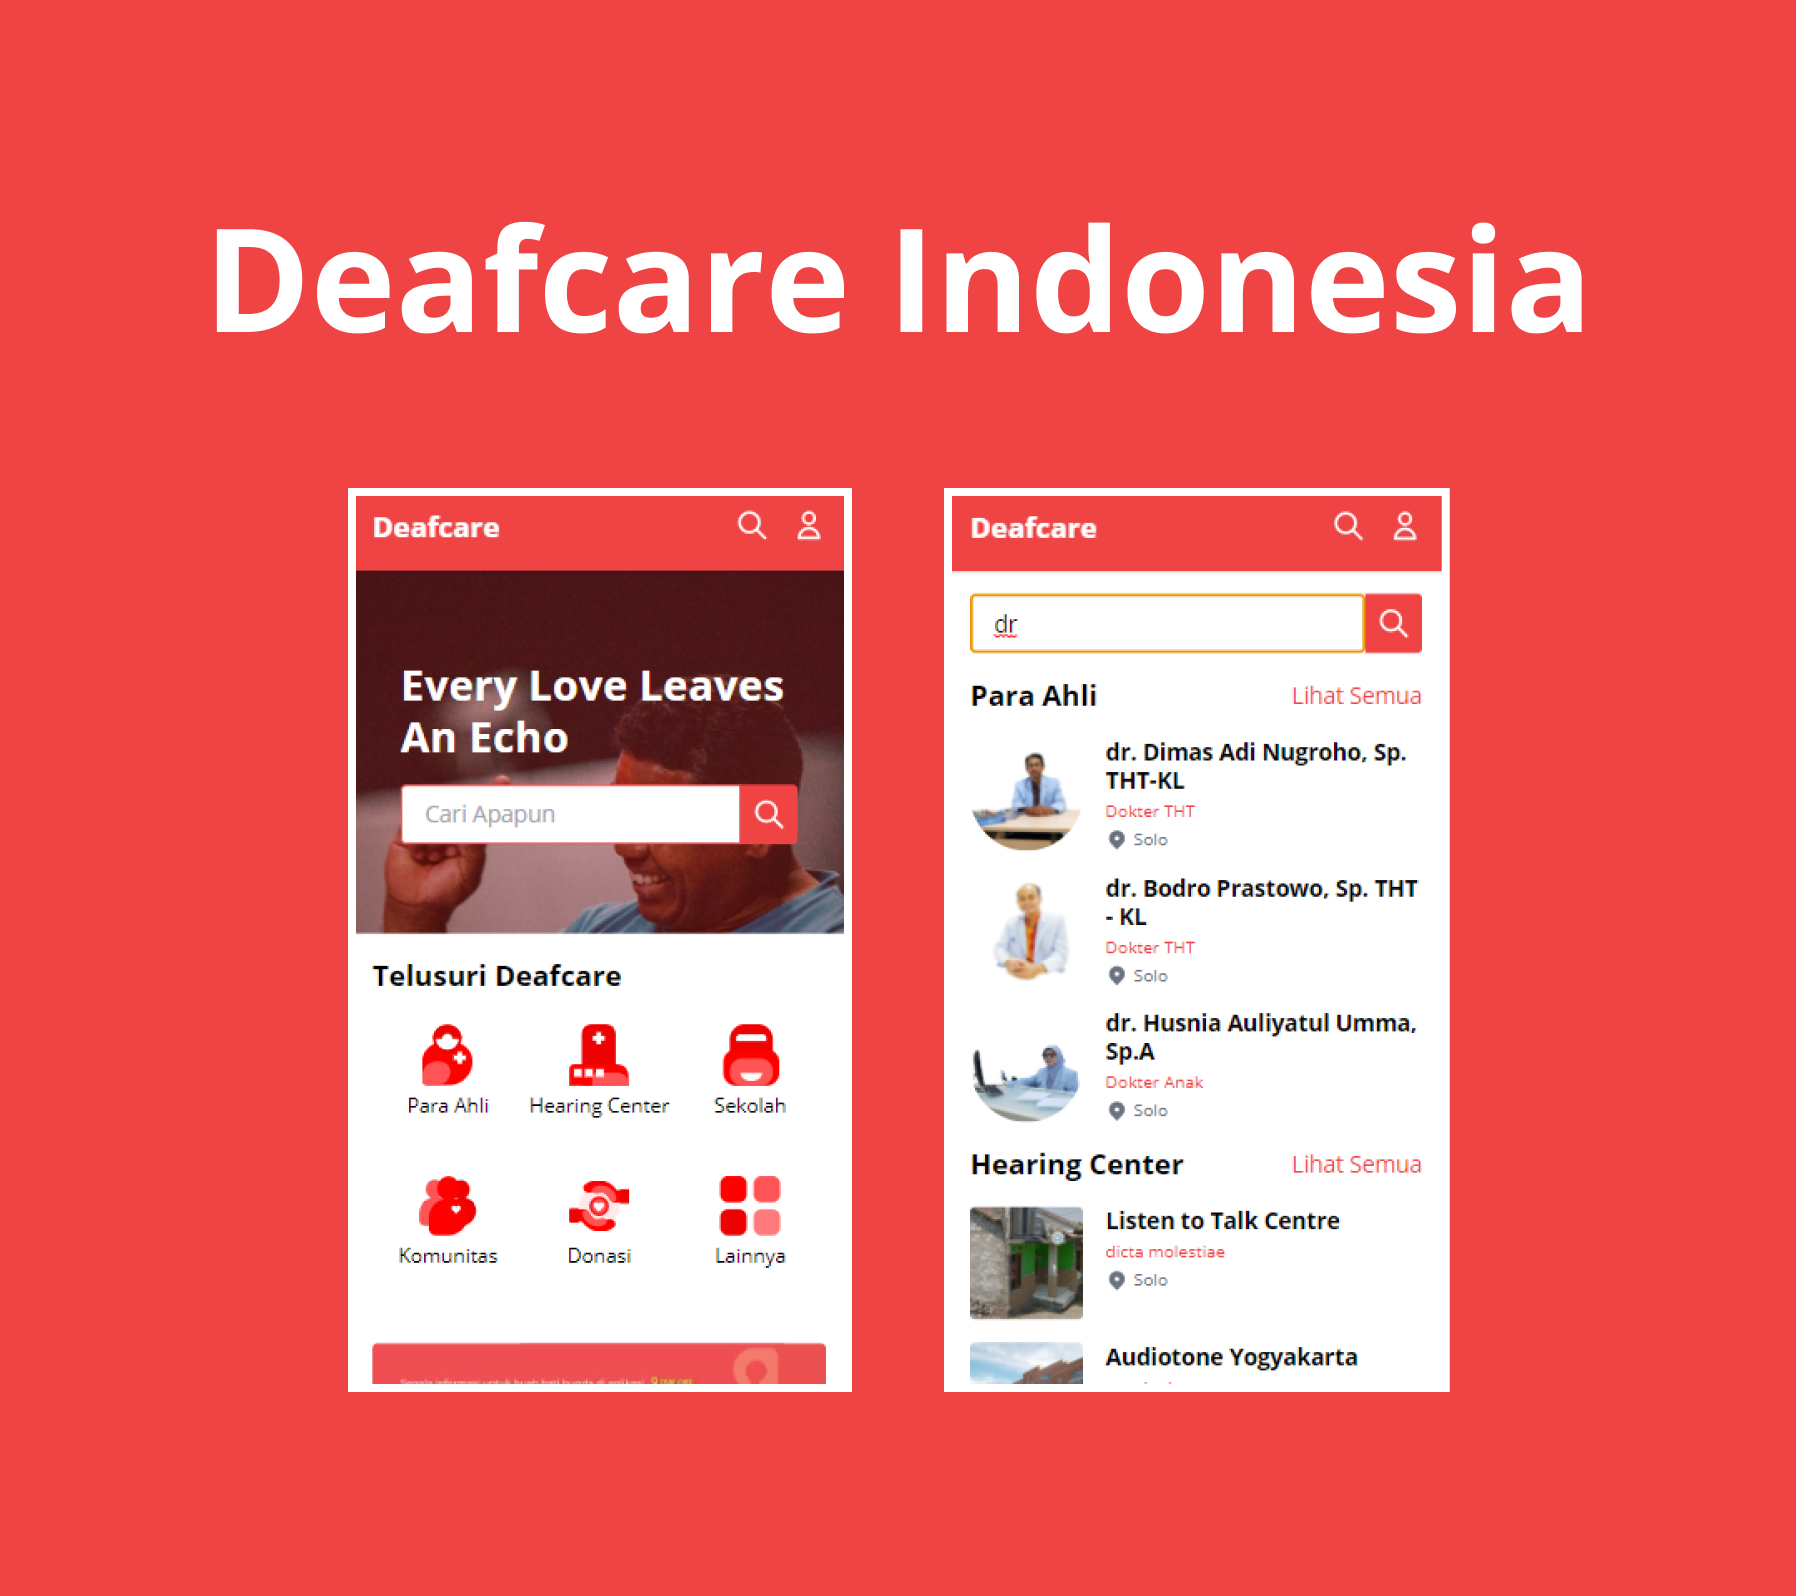 Deafcare Indonesia
Deafcare
Every Love Leaves
An Echo
Cari Apapun
Telusuri Deafcare
Para Ahli
Hearing Center
Sekolah
Komunitas
Donasi
Lainnya
Deafcare
dr
Para Ahli
Lihat Semua
dr. Dimas Adi Nugroho, Sp.
THT-KL
Dokter THT
Solo
dr. Bodro Prastowo, Sp. THT
- KL
Dokter THT
Solo
dr. Husnia Auliyatul Umma,
Sp.A
Dokter Anak
Solo
Hearing Center
Lihat Semua
Listen to Talk Centre
dicta molestiae
Solo
Audiotone Yogyakarta